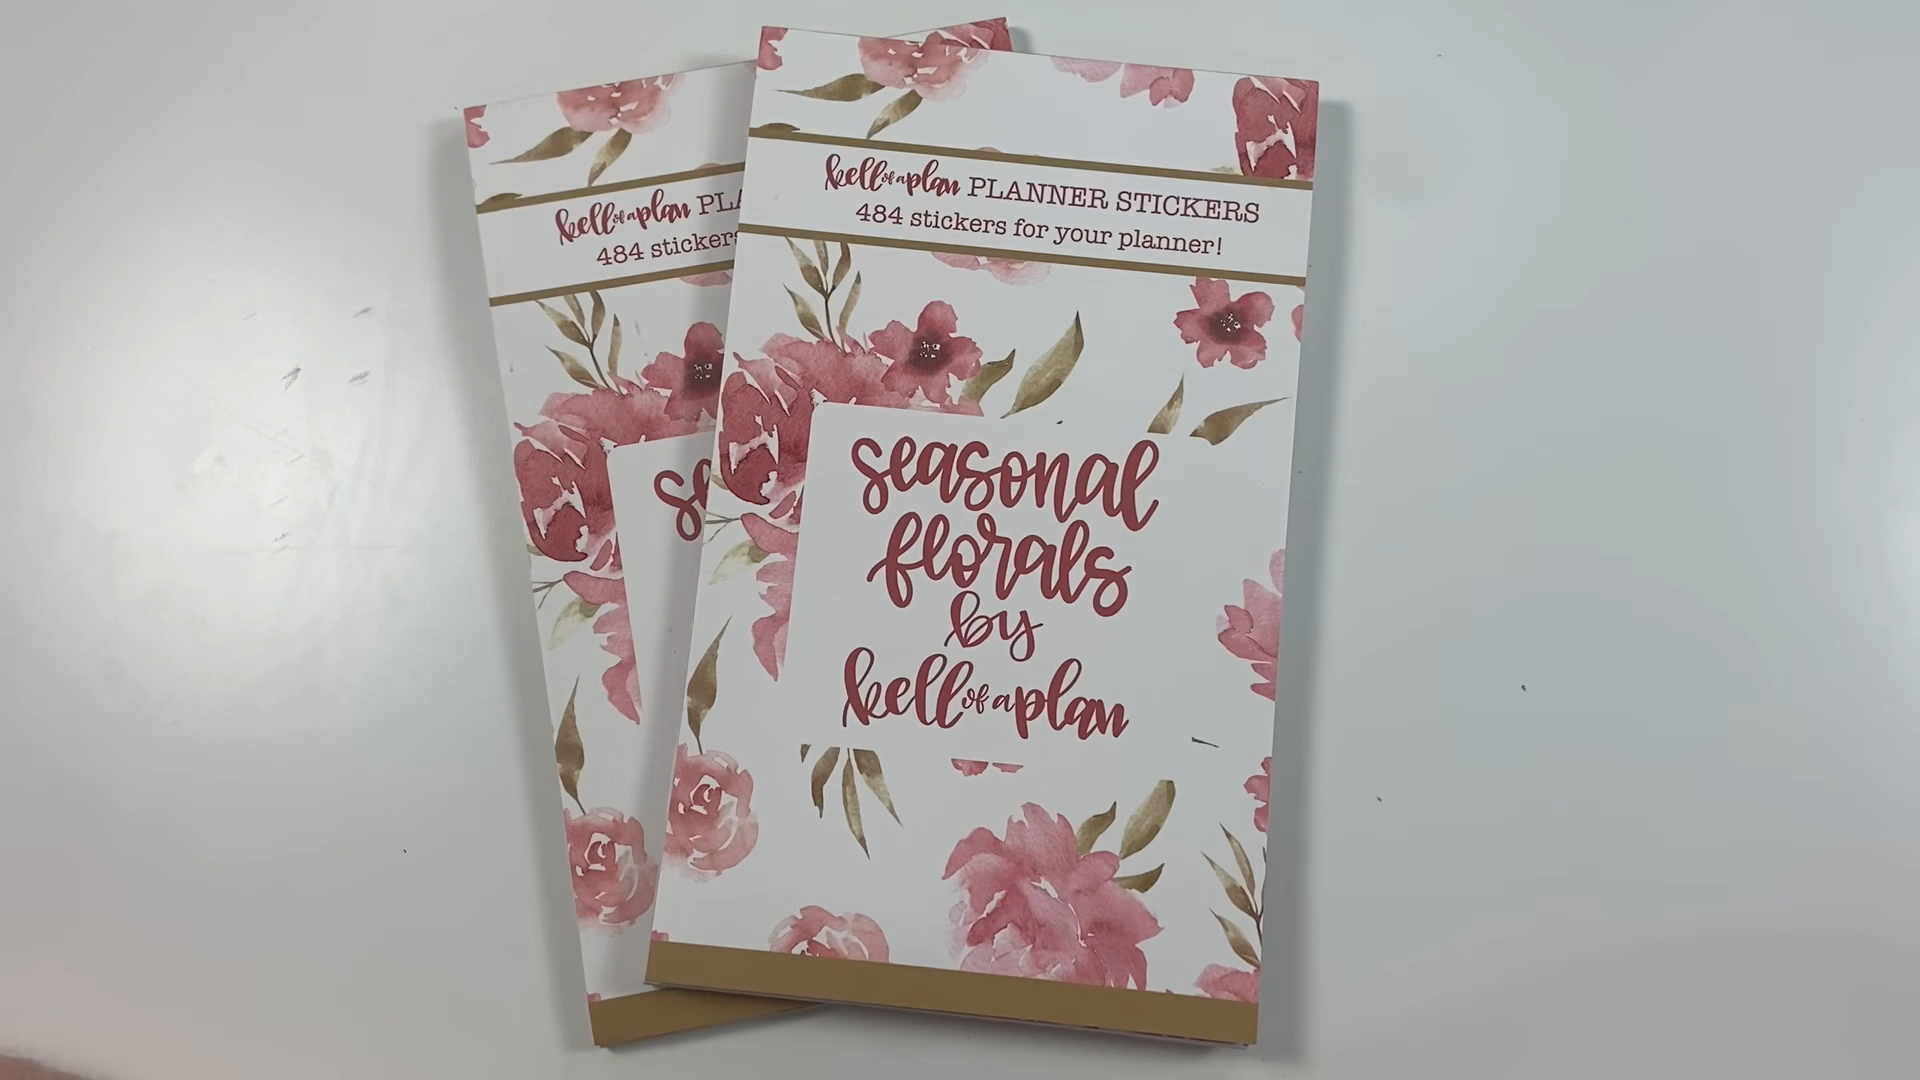 kell of a plan PLANNER STICKERS
484 stickers for your planner!
seasonal
florals
by
kell of a plan
kell of a plan
484 stickers